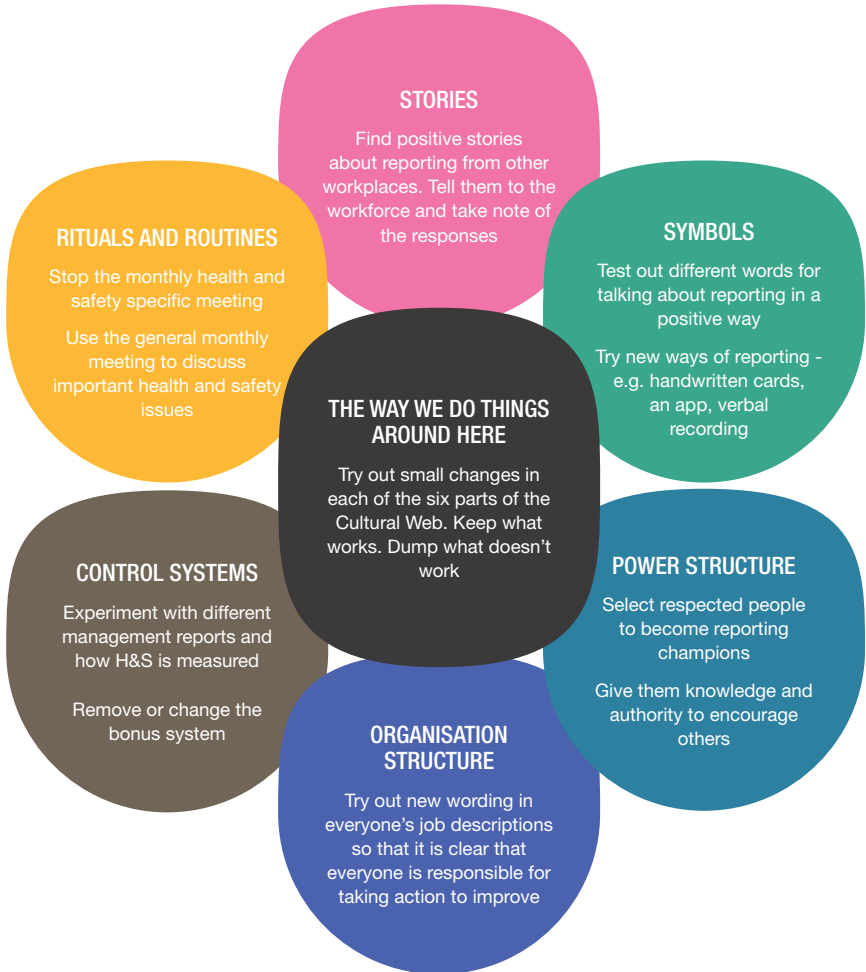 STORIES
Find positive stories
about reporting from other
workplaces. Tell them to the
workforce and take note of
the responses
RITUALS AND ROUTINES
Stop the monthly health and
safety specific meeting
Use the general monthly
meeting to discuss
important health and safety
issues
SYMBOLS
Test out different words for
talking about reporting in a
positive way
Try new ways of reporting -
e.g. handwritten cards,
an app, verbal
recording
THE WAY WE DO THINGS
AROUND HERE
Try out small changes in
each of the six parts of the
Cultural Web. Keep what
works. Dump what doesn't
work
CONTROL SYSTEMS
Experiment with different
management reports and
how H&S is measured
Remove or change the
bonus system
POWER STRUCTURE
Select respected people
to become reporting
champions
Give them knowledge and
authority to encourage
others
ORGANISATION
STRUCTURE
Try out new wording in
everyone's job descriptions
so that it is clear that
everyone is responsible for
taking action to improve